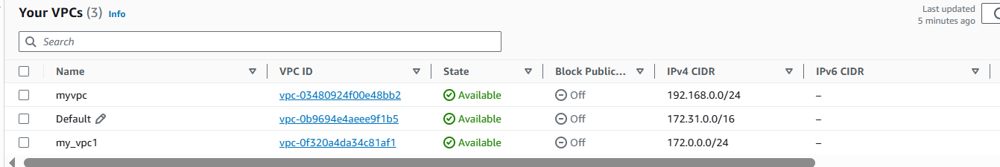 Your VPCs (3) Info
Last updated
5 minutes ago
Search
Name VPC ID State Block Public... IPv4 CIDR IPv6 CIDR
myvpc vpc-03480924f00e48bb2 Available Off 192.168.0.0/24 –
Default vpc-0b9694e4aeee9f1b5 Available Off 172.31.0.0/16 –
my_vpc1 vpc-0f320a4da34c81af1 Available Off 172.0.0.0/24 –